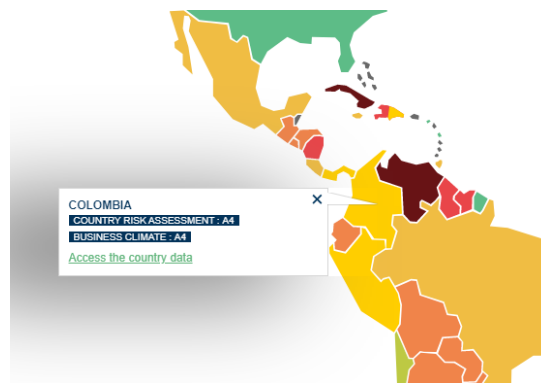 COLOMBIA
COUNTRY RISK ASSESSMENT : A4
BUSINESS CLIMATE : A4
Access the country data